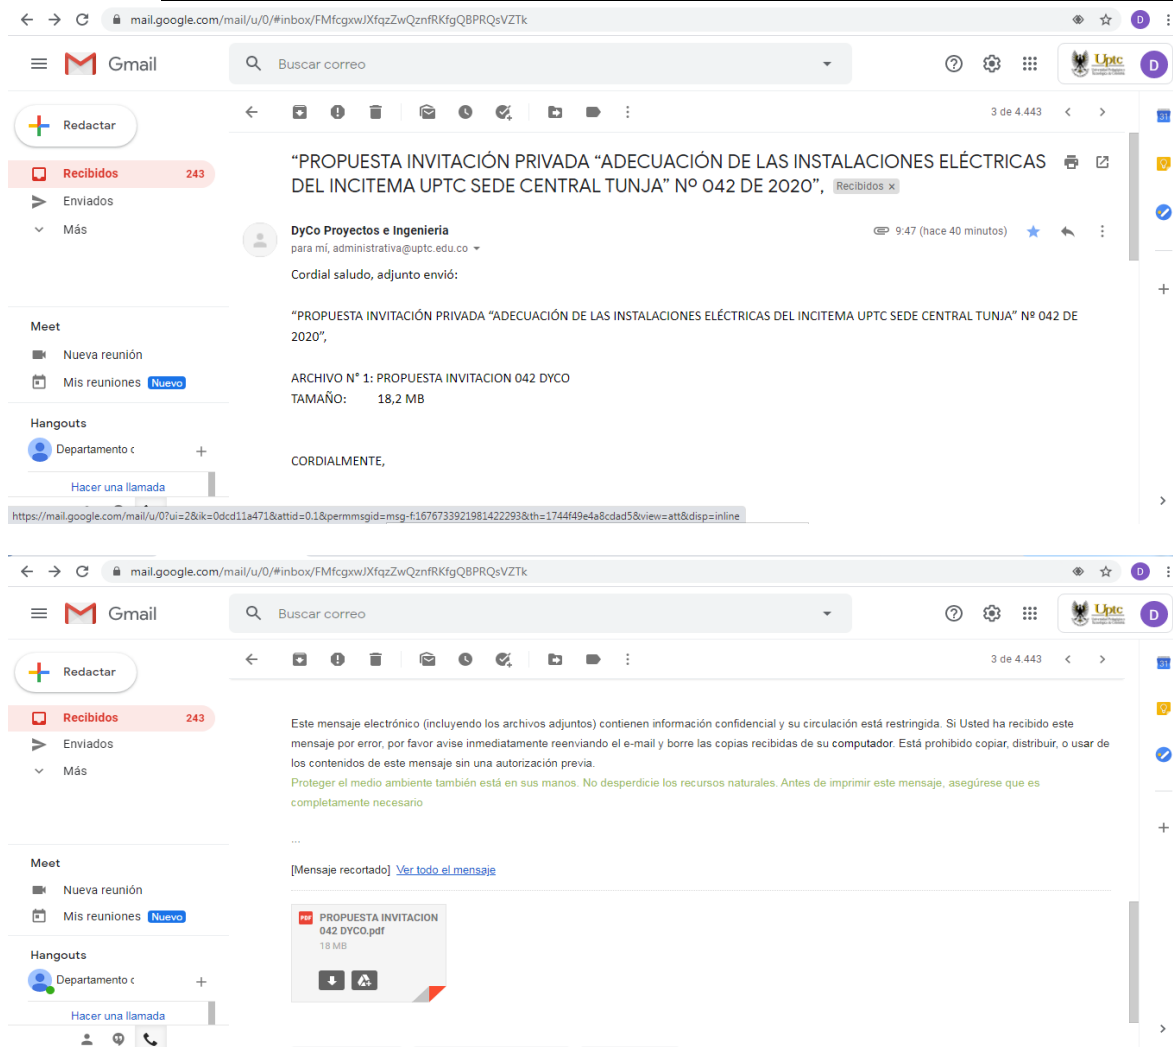 mail.google.com/mail/u/0/#inbox/FMfcgxwJXfqzZwQznfRKfgQBPRQsVZTk
D
Gmail
Buscar correo
Uptc
D
Redactar
3 de 4.443
31
Recibidos 243
Enviados
Más
"PROPUESTA INVITACIÓN PRIVADA "ADECUACIÓN DE LAS INSTALACIONES ELÉCTRICAS
DEL INCITEMA UPTC SEDE CENTRAL TUNJA" Nº 042 DE 2020", Recibidos x
DyCo Proyectos e Ingenieria 9:47 (hace 40 minutos)
para mí, administrativa@uptc.edu.co
Cordial saludo, adjunto envió:
"PROPUESTA INVITACIÓN PRIVADA "ADECUACIÓN DE LAS INSTALACIONES ELÉCTRICAS DEL INCITEMA UPTC SEDE CENTRAL TUNJA" Nº 042 DE
2020",
ARCHIVO N° 1: PROPUESTA INVITACION 042 DYCO
TAMAÑO: 18,2 MB
CORDIALMENTE,
Meet
Nueva reunión
Mis reuniones Nuevo
Hangouts
Departamento c
Hacer una llamada
https://mail.google.com/mail/u/0?ui=2&ik=0dcd11a471&attid=0.1&permmsgid=msg-f:1676733921981422293&th=1744f49e4a8cdad5&view=att&disp=inline
mail.google.com/mail/u/0/#inbox/FMfcgxwJXfqzZwQznfRKfgQBPRQsVZTk
D
Gmail
Buscar correo
Uptc
D
Redactar
3 de 4.443
31
Recibidos 243
Enviados
Más
Este mensaje electrónico (incluyendo los archivos adjuntos) contienen información confidencial y su circulación está restringida. Si Usted ha recibido este
mensaje por error, por favor avise inmediatamente reenviando el e-mail y borre las copias recibidas de su computador. Está prohibido copiar, distribuir, o usar de
los contenidos de este mensaje sin una autorización previa.
Proteger el medio ambiente también está en sus manos. No desperdicie los recursos naturales. Antes de imprimir este mensaje, asegúrese que es
completamente necesario
...
[Mensaje recortado] Ver todo el mensaje
PDF PROPUESTA INVITACION
042 DYCO.pdf
18 MB
Meet
Nueva reunión
Mis reuniones Nuevo
Hangouts
Departamento c
Hacer una llamada